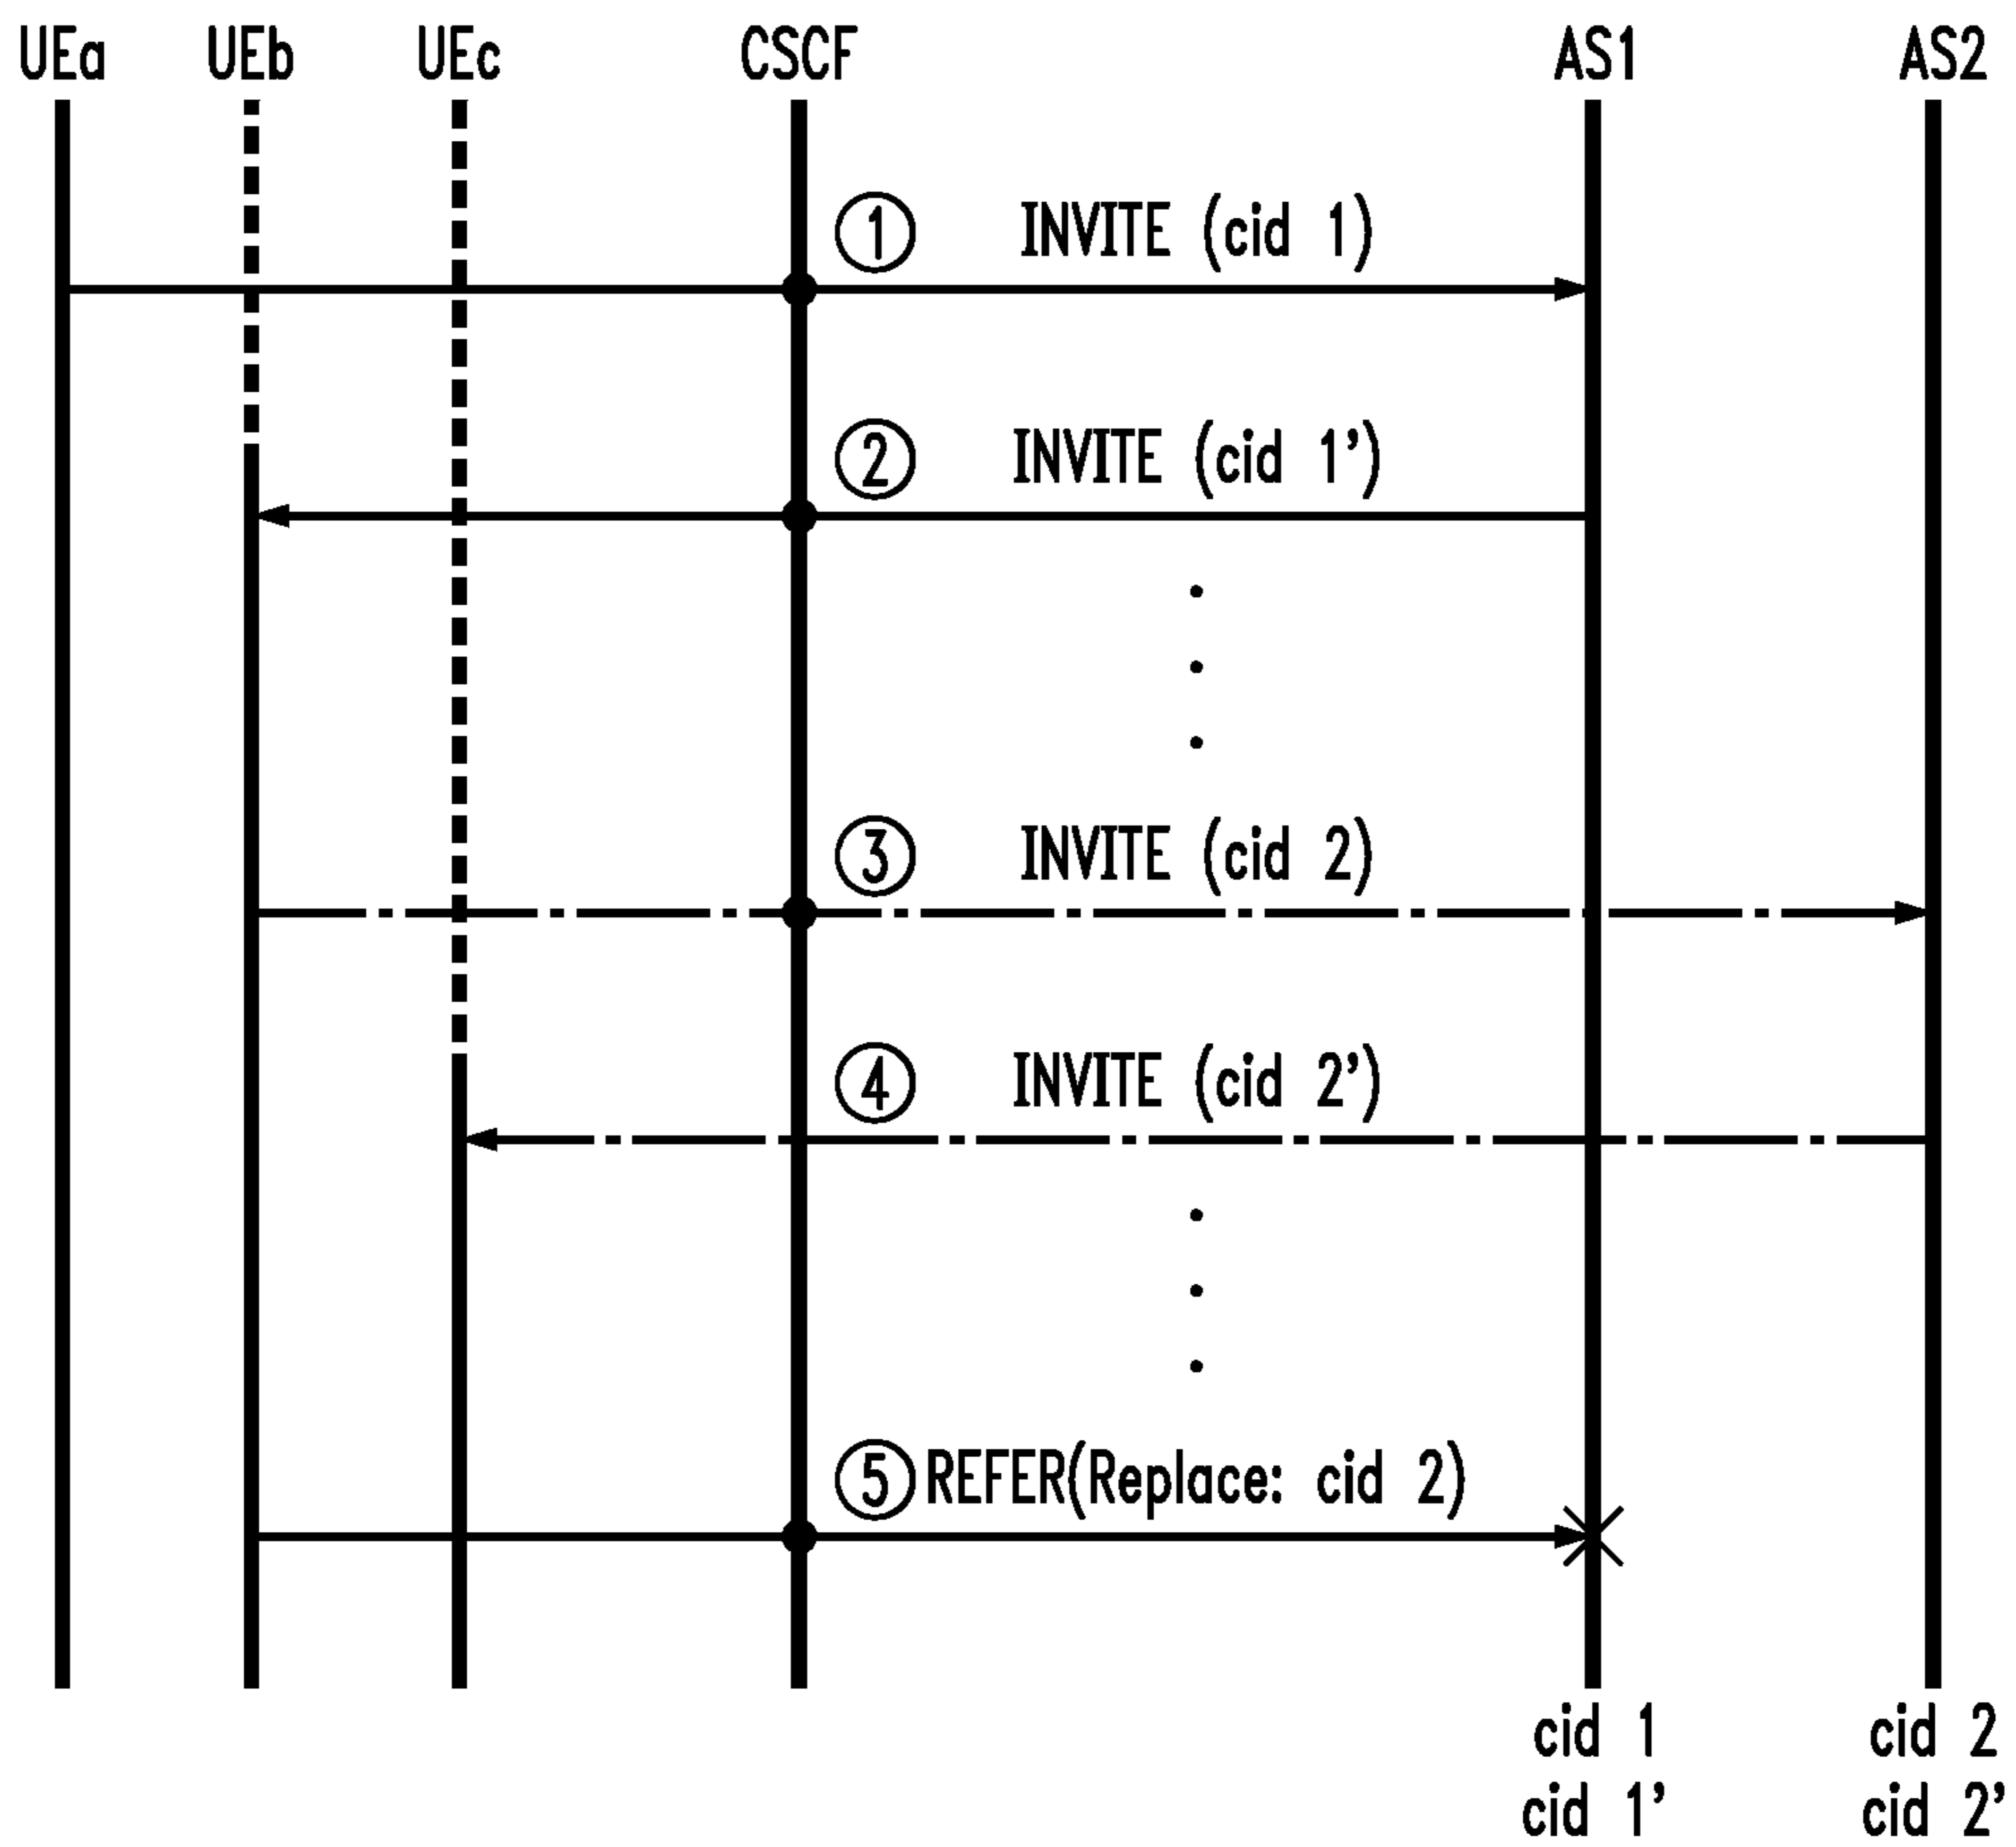 UEa UEb UEc CSCF AS1 AS2
1 INVITE (cid 1)
2 INVITE (cid 1’)
3 INVITE (cid 2)
4 INVITE (cid 2’)
5 REFER(Replace: cid 2)
cid 1 cid 2
cid 1’ cid 2’